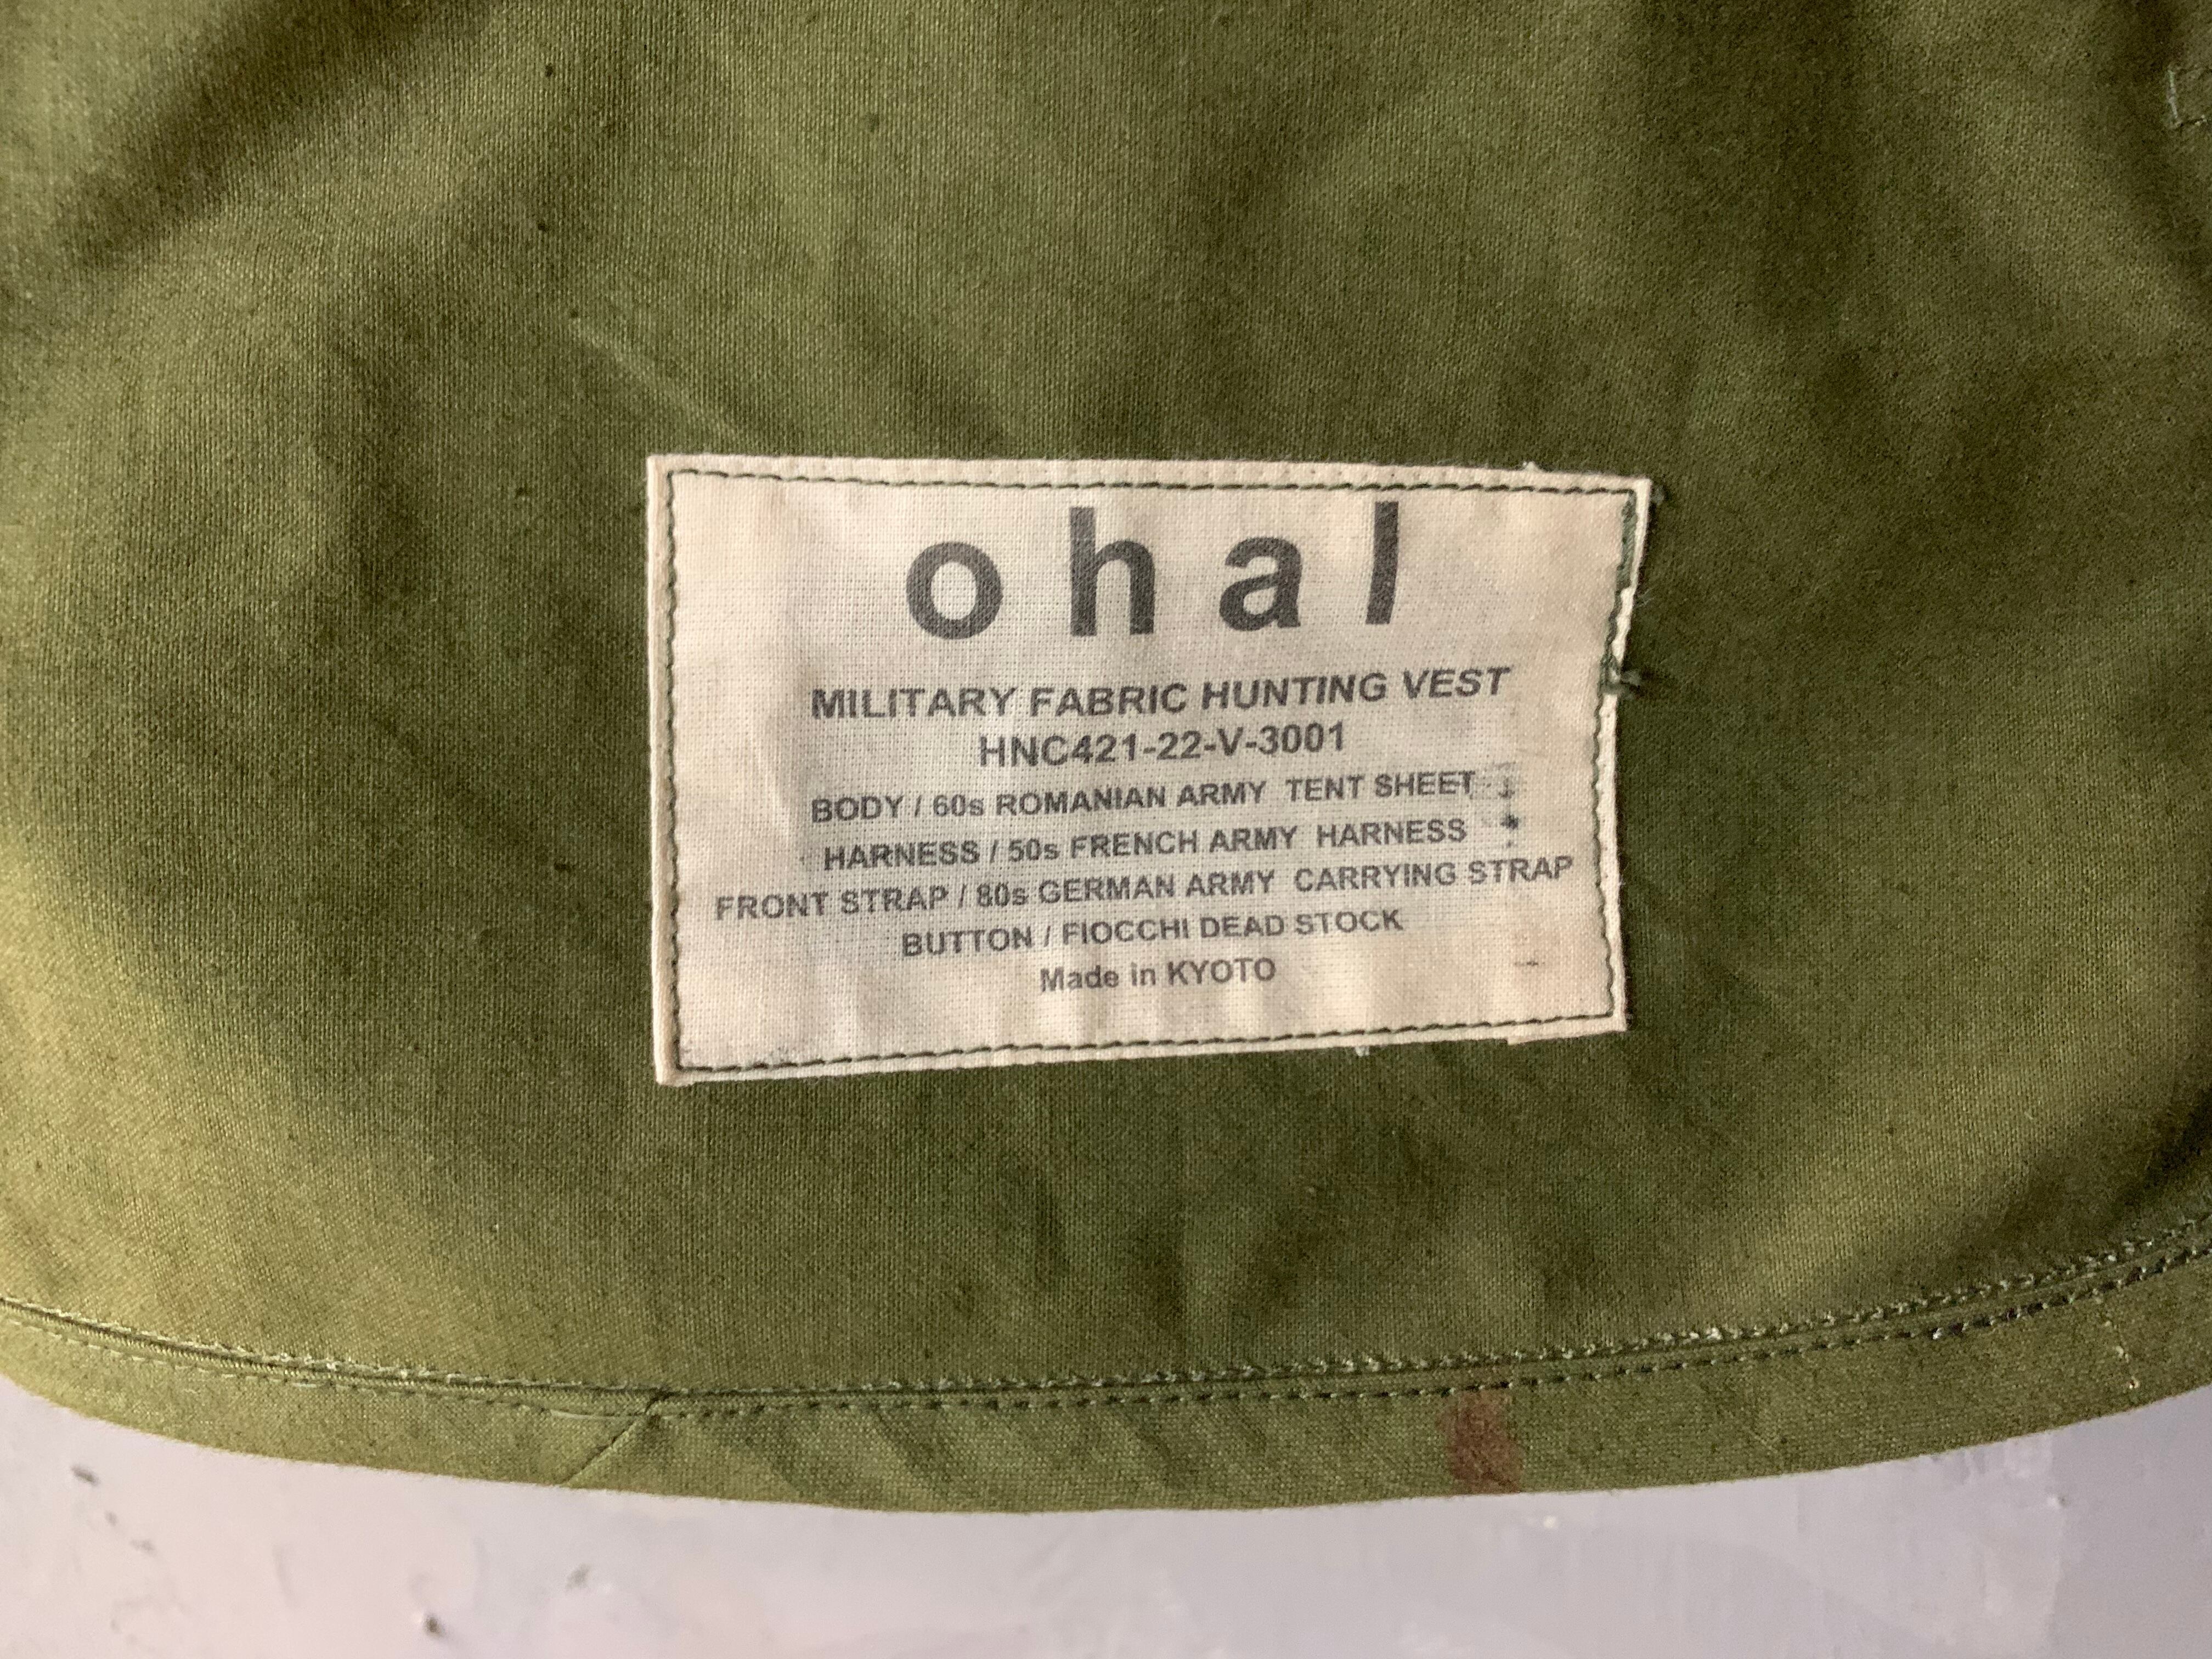 ohal
MILITARY FABRIC HUNTING VEST
HNC421-22-V-3001
BODY / 60s ROMANIAN ARMY TENT SHEET
HARNESS / 50s FRENCH ARMY HARNESS
FRONT STRAP / 80s GERMAN ARMY CARRYING STRAP
BUTTON / FIOCCHI DEAD STOCK
Made in KYOTO